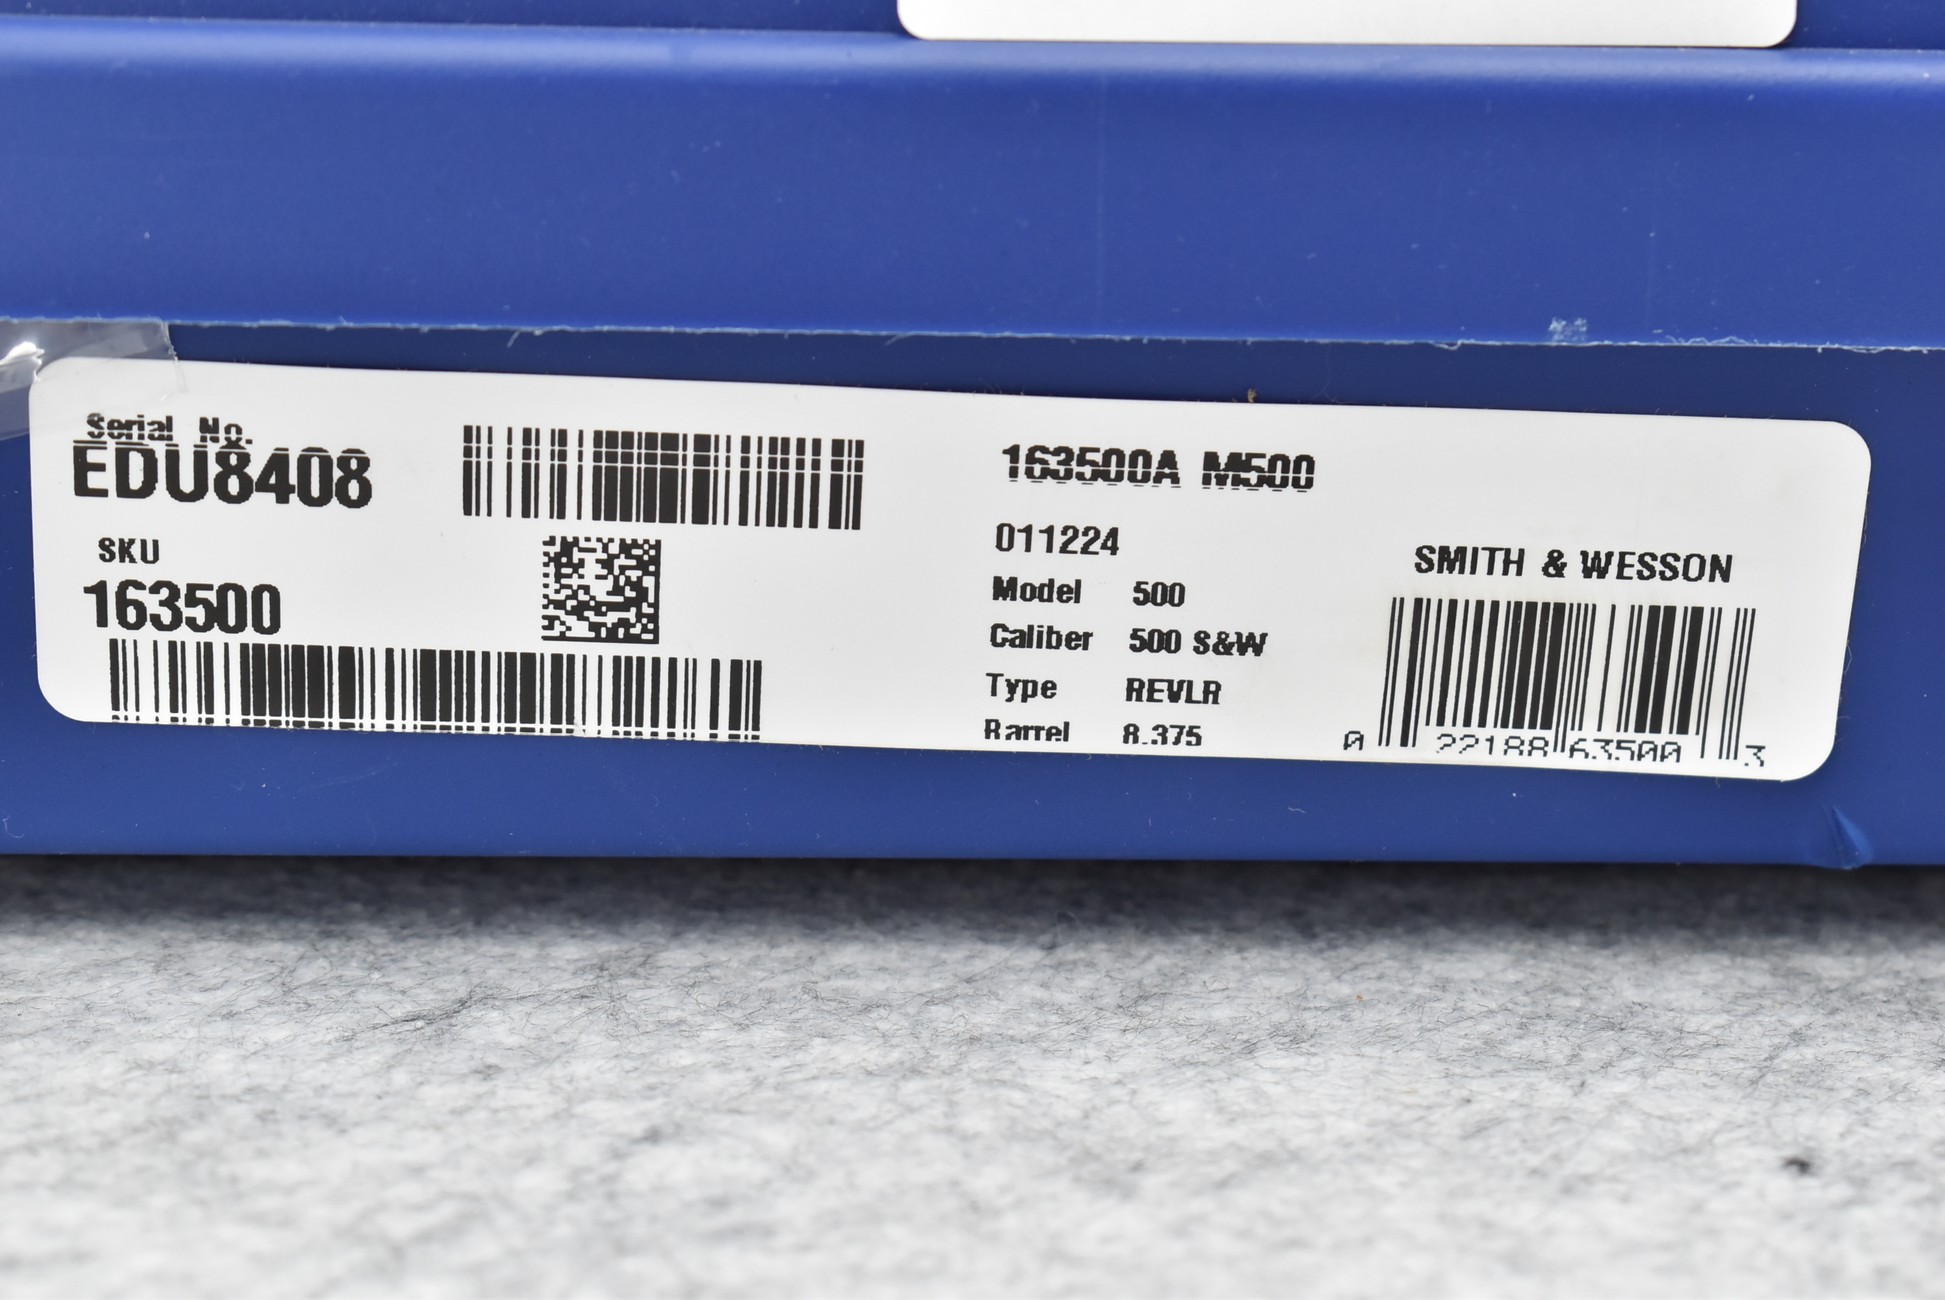 Serial No.
EDU8408
SKU
163500
163500A M500
011224
Model 500
Caliber 500 S&W
Type REVLR
Barrel 8.375
SMITH & WESSON
0 22188 63500 3